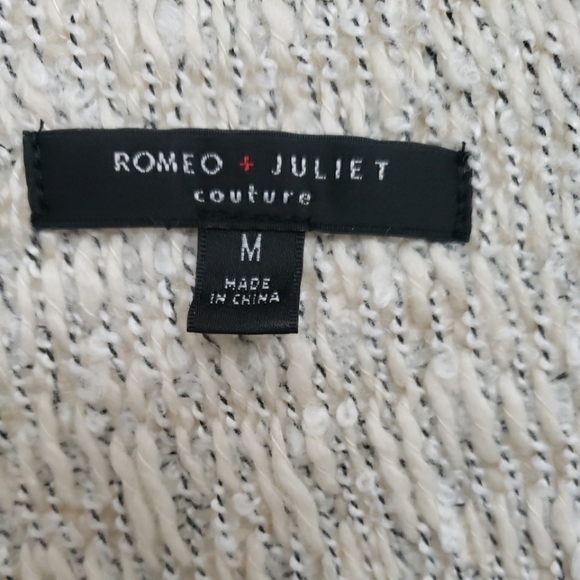 ROMEO + JULIET
couture
M
MADE
IN CHINA